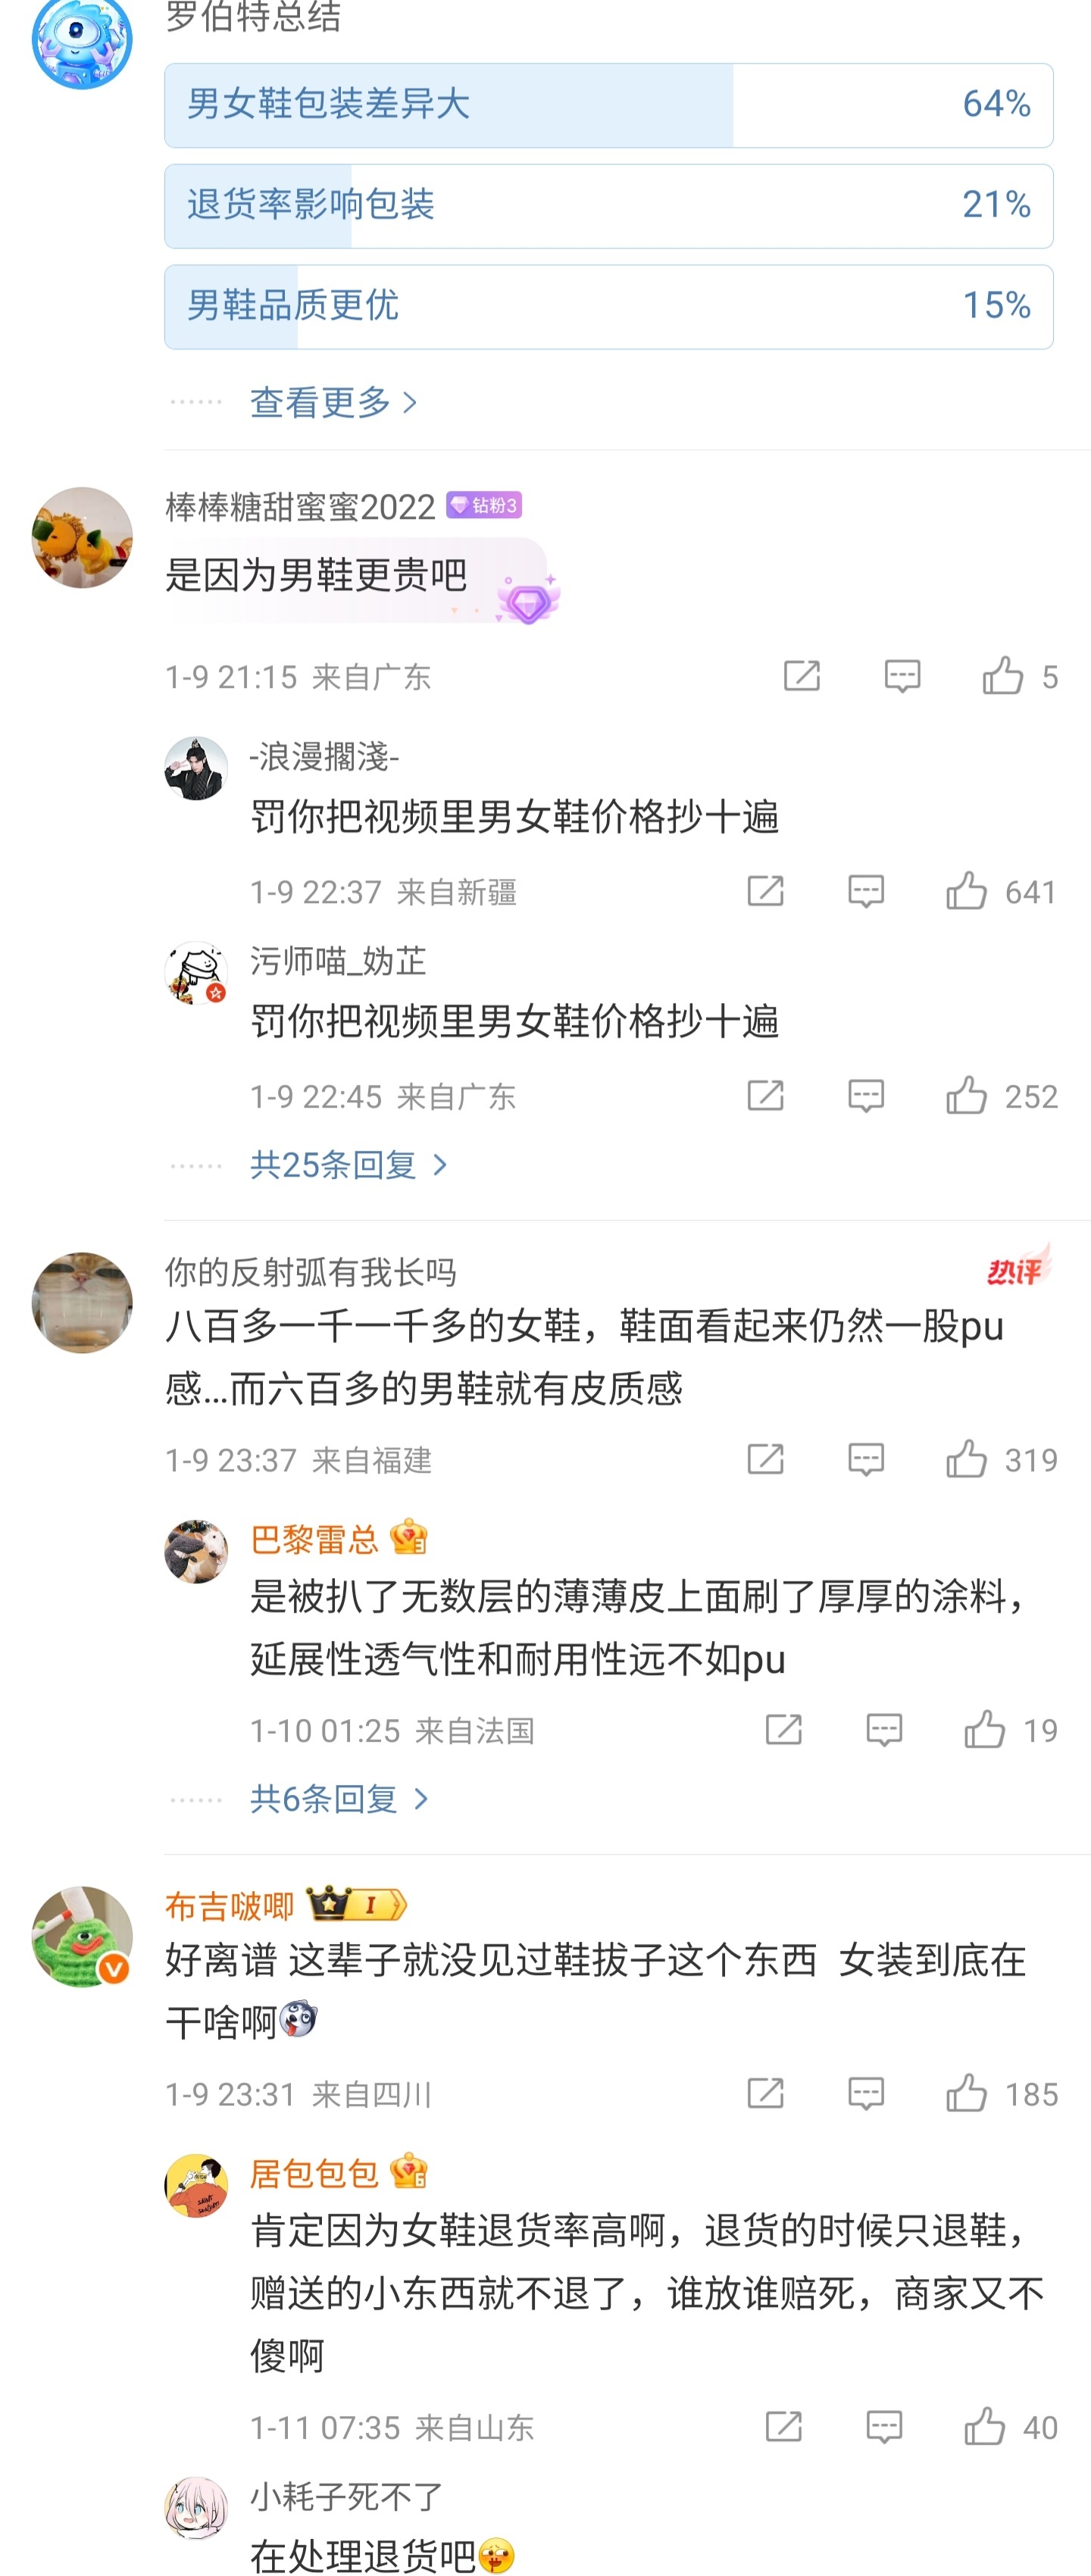 罗伯特总结
男女鞋包装差异大 64%
退货率影响包装 21%
男鞋品质更优 15%
······ 查看更多 >
棒棒糖甜蜜蜜2022 钻粉3
是因为男鞋更贵吧
1-9 21:15 来自广东 5
-浪漫擱淺-
罚你把视频里男女鞋价格抄十遍
1-9 22:37 来自新疆 641
污师喵_妫芷
罚你把视频里男女鞋价格抄十遍
1-9 22:45 来自广东 252
······ 共25条回复 >
你的反射弧有我长吗 热评
八百多一千一千多的女鞋，鞋面看起来仍然一股pu
感...而六百多的男鞋就有皮质感
1-9 23:37 来自福建 319
巴黎雷总
是被扒了无数层的薄薄皮上面刷了厚厚的涂料，
延展性透气性和耐用性远不如pu
1-10 01:25 来自法国 19
······ 共6条回复 >
布吉啵唧 I
好离谱 这辈子就没见过鞋拔子这个东西 女装到底在
干啥啊
1-9 23:31 来自四川 185
居包包包
肯定因为女鞋退货率高啊，退货的时候只退鞋，
赠送的小东西就不退了，谁放谁赔死，商家又不
傻啊
1-11 07:35 来自山东 40
小耗子死不了
在处理退货吧